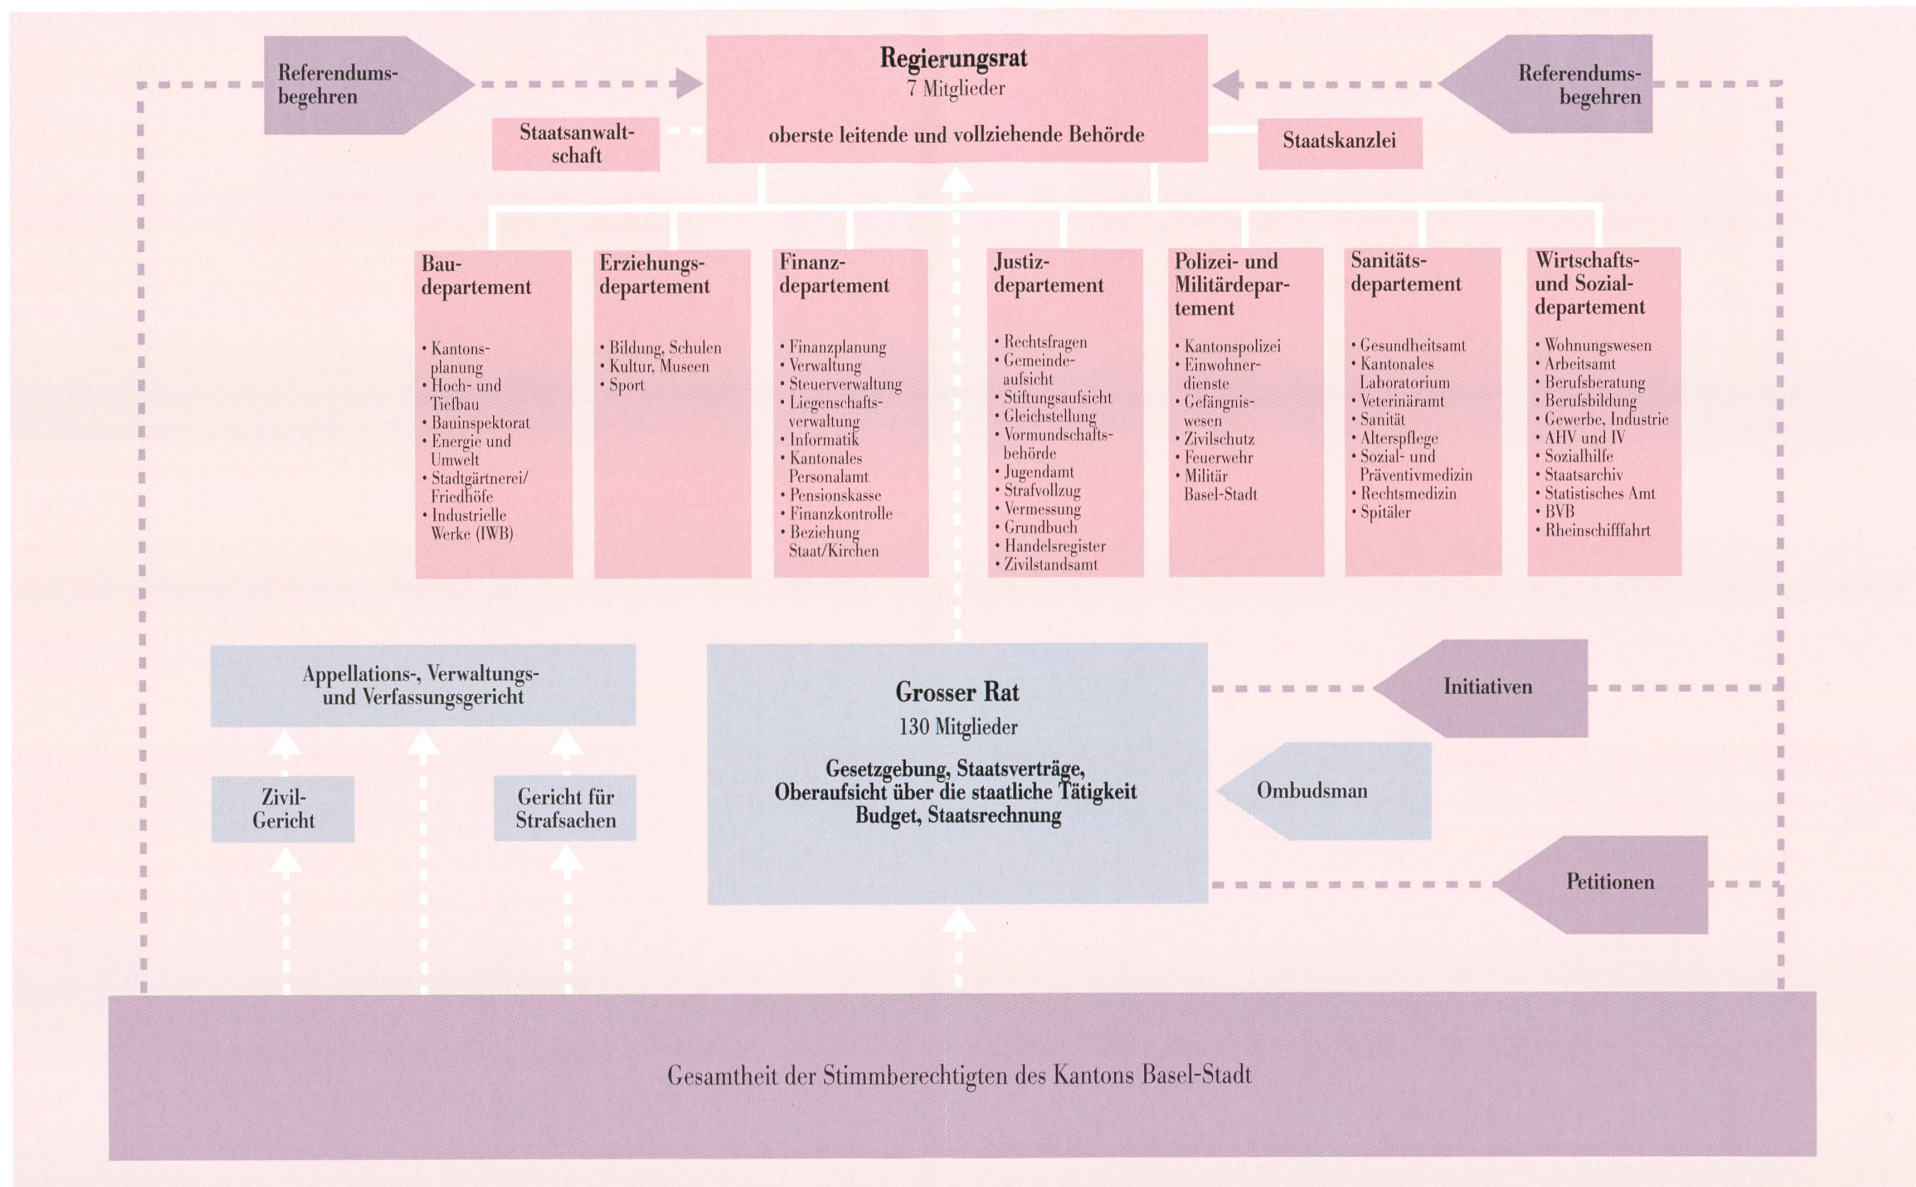 Referendums-
begehren
Regierungsrat
7 Mitglieder
oberste leitende und vollziehende Behörde
Referendums-
begehren
Staatsanwalt-
schaft
Staatskanzlei
Bau-
departement
• Kantons-
planung
• Hoch- und
Tiefbau
• Bauinspektorat
• Energie und
Umwelt
• Stadtgärtnerei/
Friedhöfe
• Industrielle
Werke (IWB)
Erziehungs-
departement
• Bildung, Schulen
• Kultur, Museen
• Sport
Finanz-
departement
• Finanzplanung
• Verwaltung
• Steuerverwaltung
• Liegenschafts-
verwaltung
• Informatik
• Kantonales
Personalamt
• Pensionskasse
• Finanzkontrolle
• Beziehung
Staat/Kirchen
Justiz-
departement
• Rechtsfragen
• Gemeinde-
aufsicht
• Stiftungsaufsicht
• Gleichstellung
• Vormundschafts-
behörde
• Jugendamt
• Strafvollzug
• Vermessung
• Grundbuch
• Handelsregister
• Zivilstandsamt
Polizei- und
Militärdepar-
tement
• Kantonspolizei
• Einwohner-
dienste
• Gefängnis-
wesen
• Zivilschutz
• Feuerwehr
• Militär
Basel-Stadt
Sanitäts-
departement
• Gesundheitsamt
• Kantonales
Laboratorium
• Veterinäramt
• Sanität
• Alterspflege
• Sozial- und
Präventivmedizin
• Rechtsmedizin
• Spitäler
Wirtschafts-
und Sozial-
departement
• Wohnungswesen
• Arbeitsamt
• Berufsberatung
• Berufsbildung
• Gewerbe, Industrie
• AHV und IV
• Sozialhilfe
• Staatsarchiv
• Statistisches Amt
• BVB
• Rheinschifffahrt
Appellations-, Verwaltungs-
und Verfassungsgericht
Zivil-
Gericht
Gericht für
Strafsachen
Grosser Rat
130 Mitglieder
Gesetzgebung, Staatsverträge,
Oberaufsicht über die staatliche Tätigkeit
Budget, Staatsrechnung
Initiativen
Ombudsman
Petitionen
Gesamtheit der Stimmberechtigten des Kantons Basel-Stadt